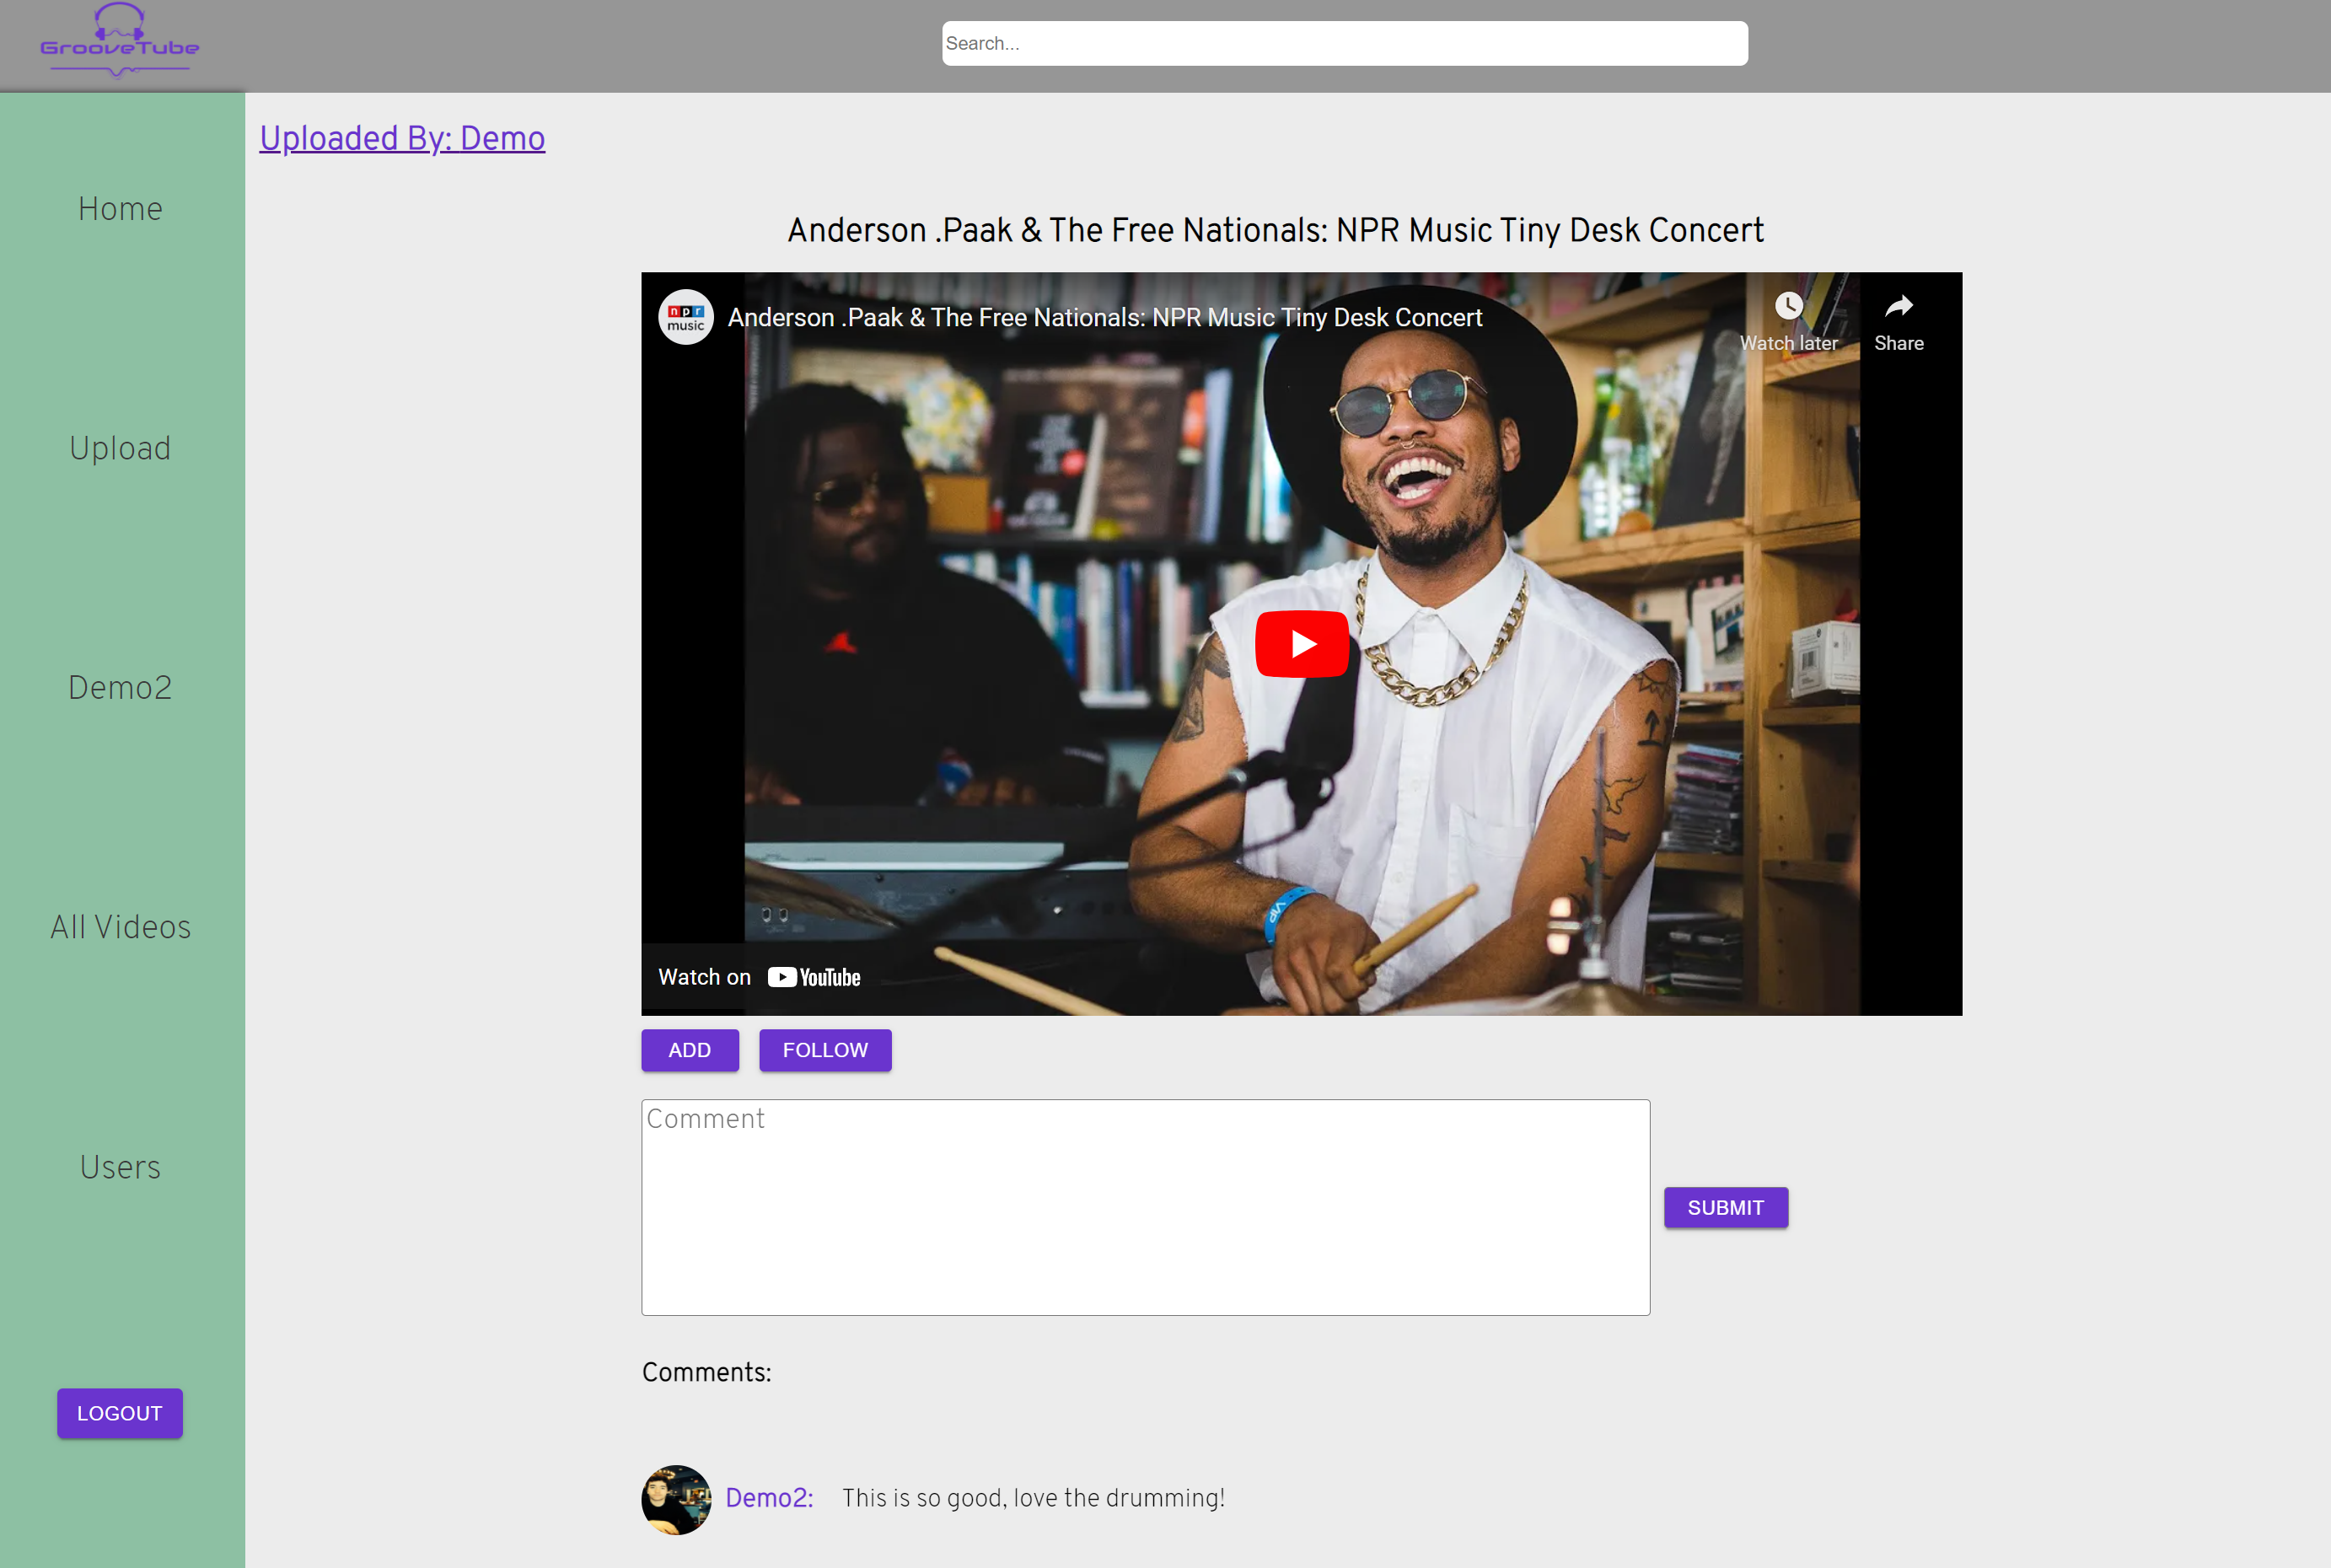 GrooveTube
Search...
Uploaded By: Demo
Home
Upload
Demo2
All Videos
Users
LOGOUT
Anderson .Paak & The Free Nationals: NPR Music Tiny Desk Concert
npr
music
Anderson .Paak & The Free Nationals: NPR Music Tiny Desk Concert
Watch later
Share
VIP
Watch on YouTube
ADD
FOLLOW
Comment
SUBMIT
Comments:
Demo2: This is so good, love the drumming!